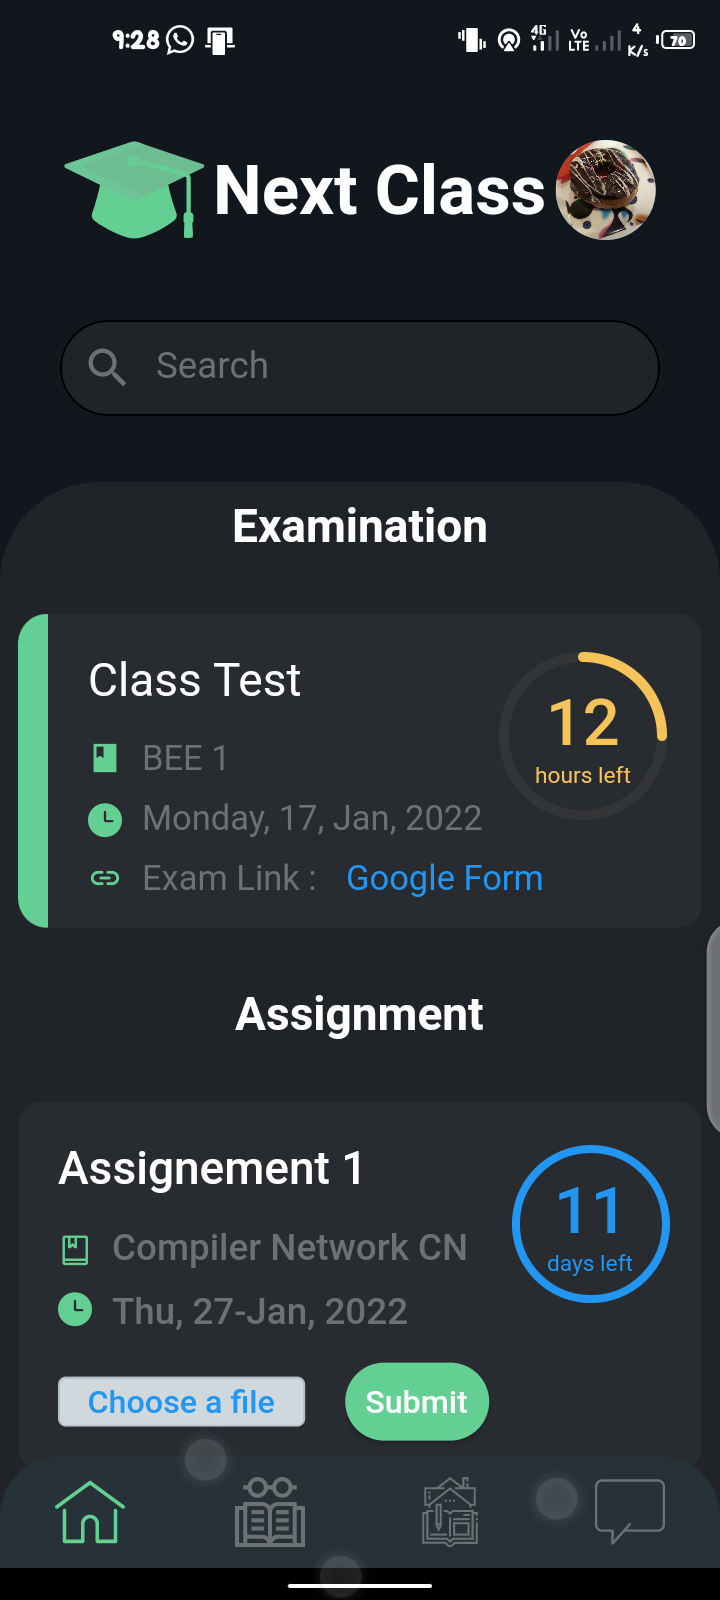 9:28
4G
Vo
LTE
4
K/s
70
Next Class
Search
Examination
Class Test
12
hours left
BEE 1
Monday, 17, Jan, 2022
Exam Link : Google Form
Assignment
Assignement 1
11
days left
Compiler Network CN
Thu, 27-Jan, 2022
Choose a file
Submit